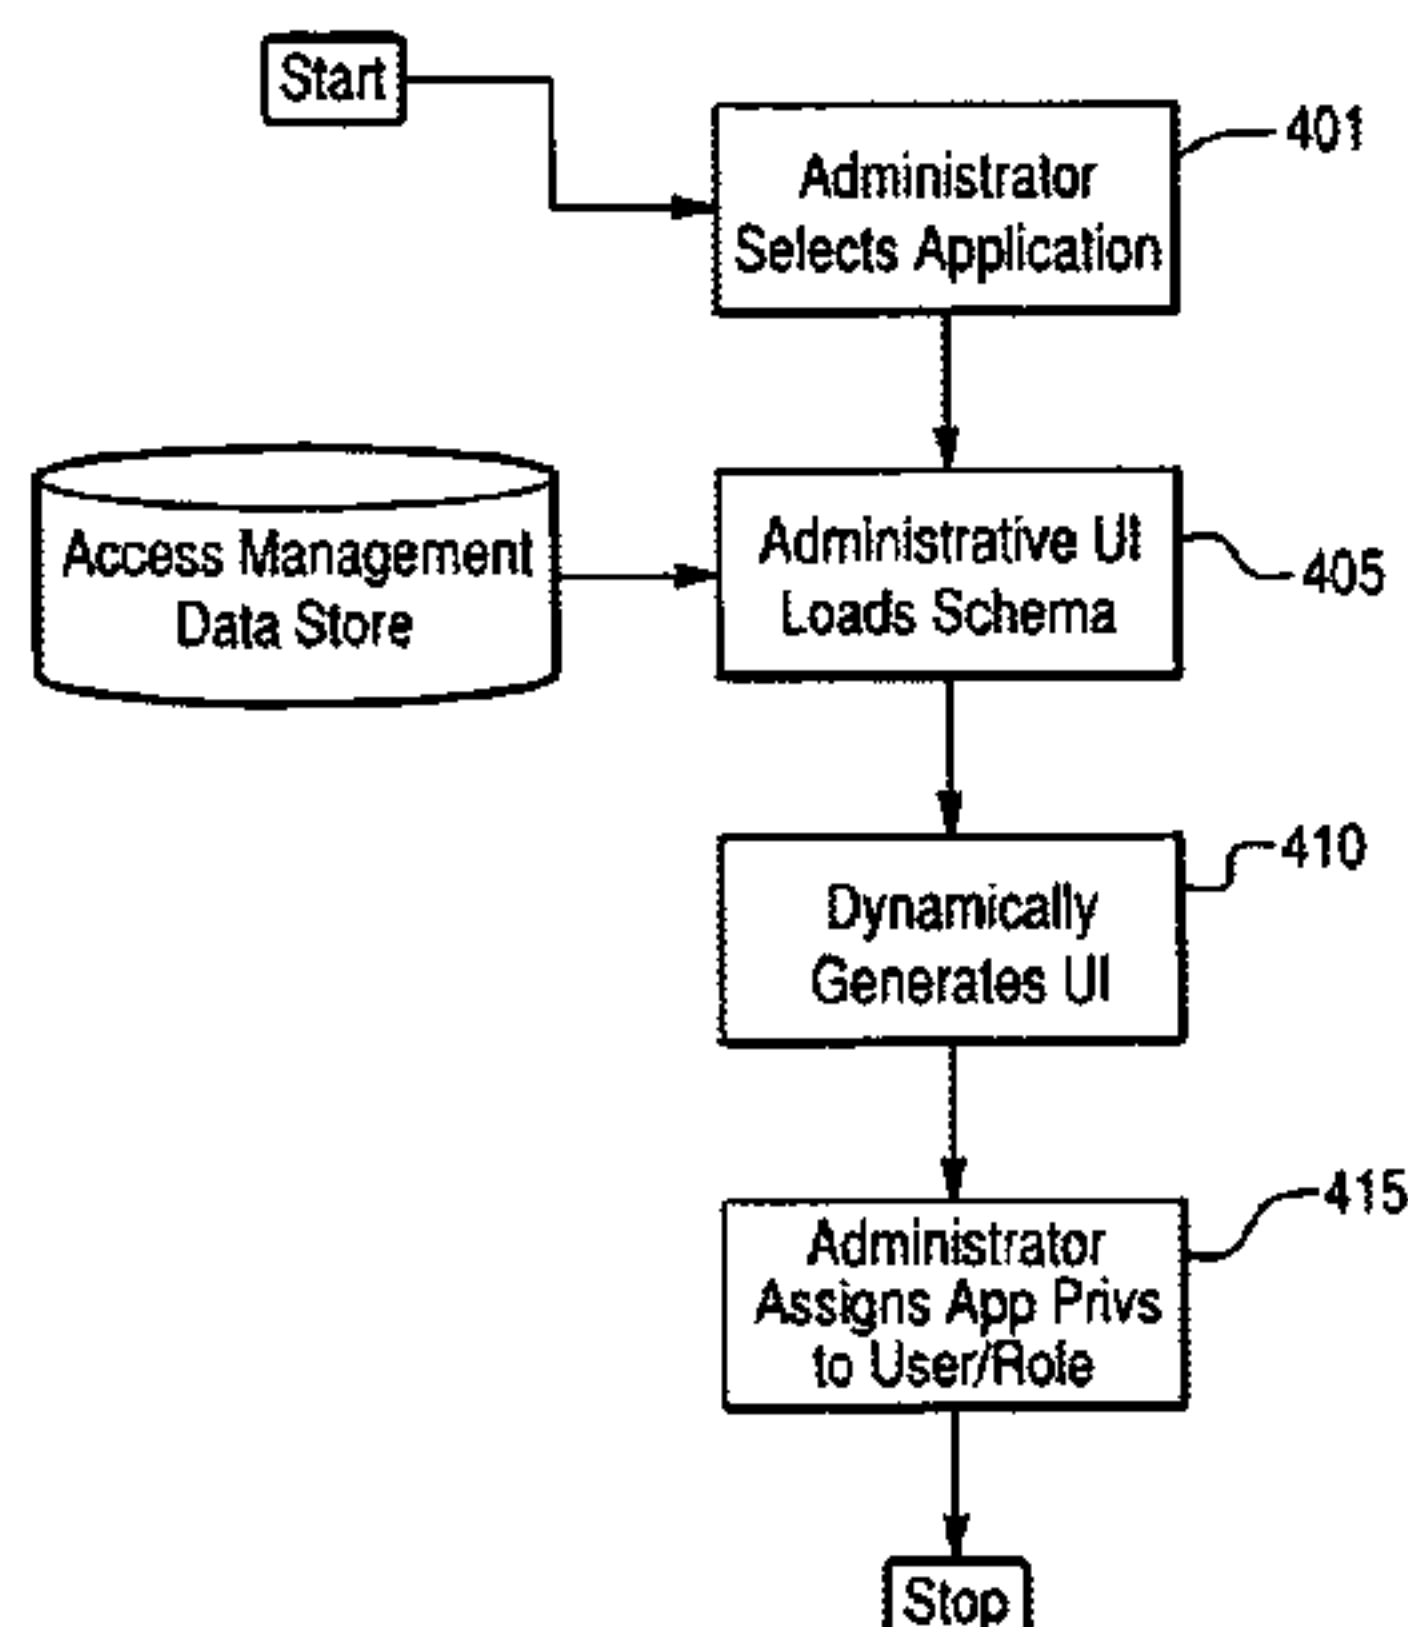 Start
Administrator
Selects Application
401
Access Management
Data Store
Administrative UI
Loads Schema
405
Dynamically
Generates UI
410
Administrator
Assigns App Privs
to User/Role
415
Stop